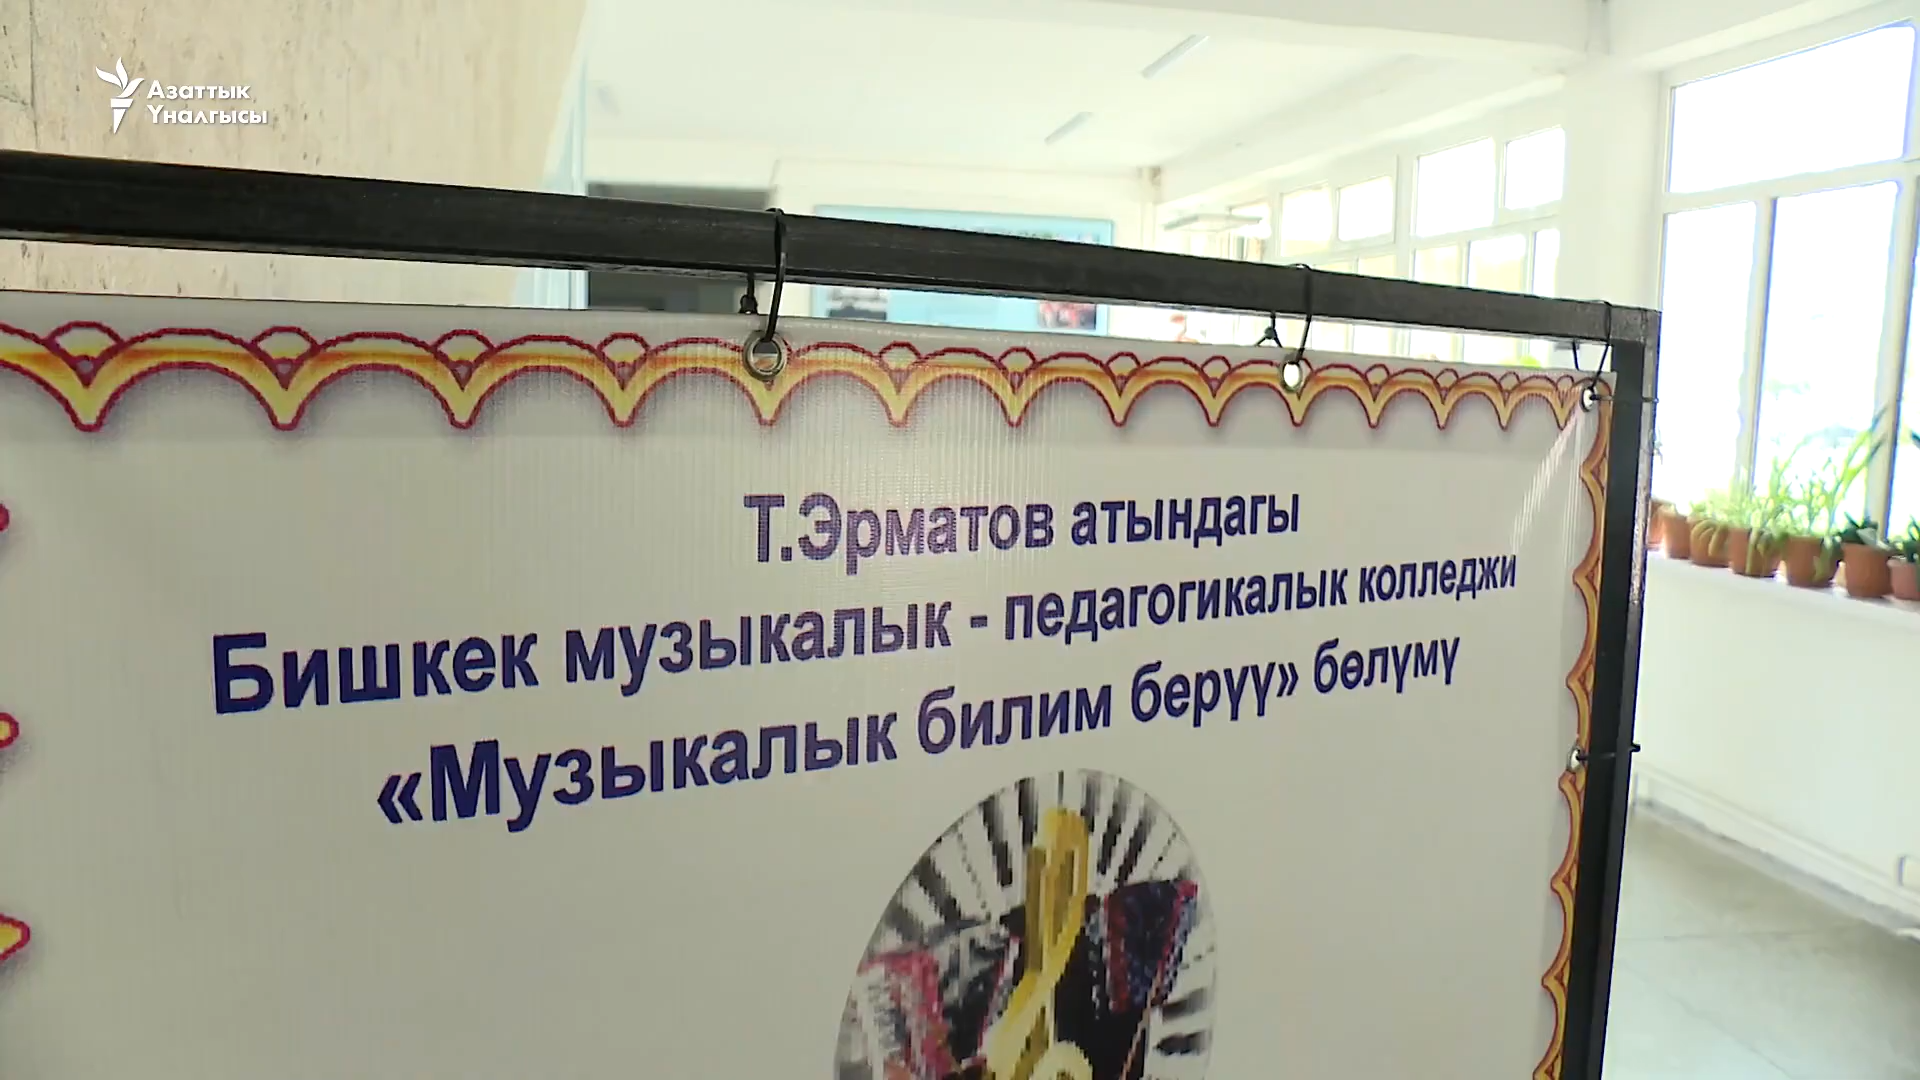 Азаттык
Үналгысы
Т.Эрматов атындагы
Бишкек музыкалык - педагогикалык колледжи
«Музыкалык билим берүү» бөлүмү